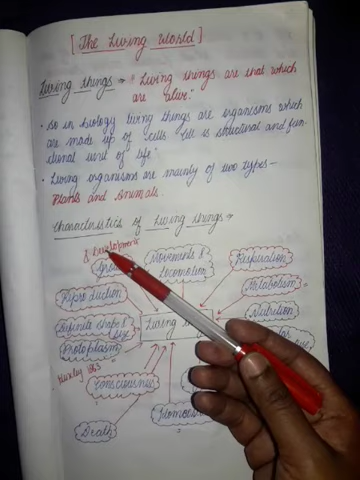 [ The Living World ]
Living things → "Living things are that which
are alive."
• So in biology living things are organisms which
are made up of cells. Cell is structural and fun-
tional unit of life.
• Living organisms are mainly of two types -
Plants and Animals.
Characteristics of Living things →
& Development
Movements &
Locomotion
Respiration
Metabolism
Reproduction
Nutrition
Definite shape &
size
Living
Protoplasm
Huxley 1863
Consciousness
Death